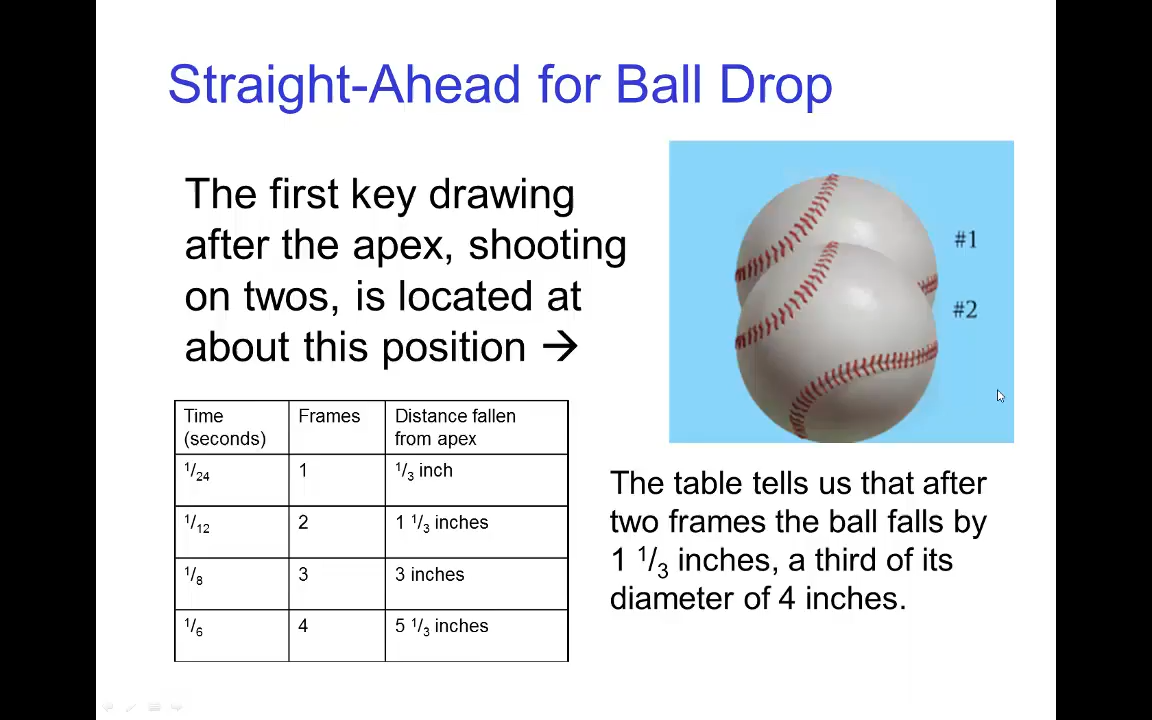 Straight-Ahead for Ball Drop
The first key drawing
after the apex, shooting
on twos, is located at
about this position →
#1
#2
Time
(seconds)
Frames
Distance fallen
from apex
1/24
1
1/3 inch
1/12
2
1 1/3 inches
1/8
3
3 inches
1/6
4
5 1/3 inches
The table tells us that after
two frames the ball falls by
1 1/3 inches, a third of its
diameter of 4 inches.